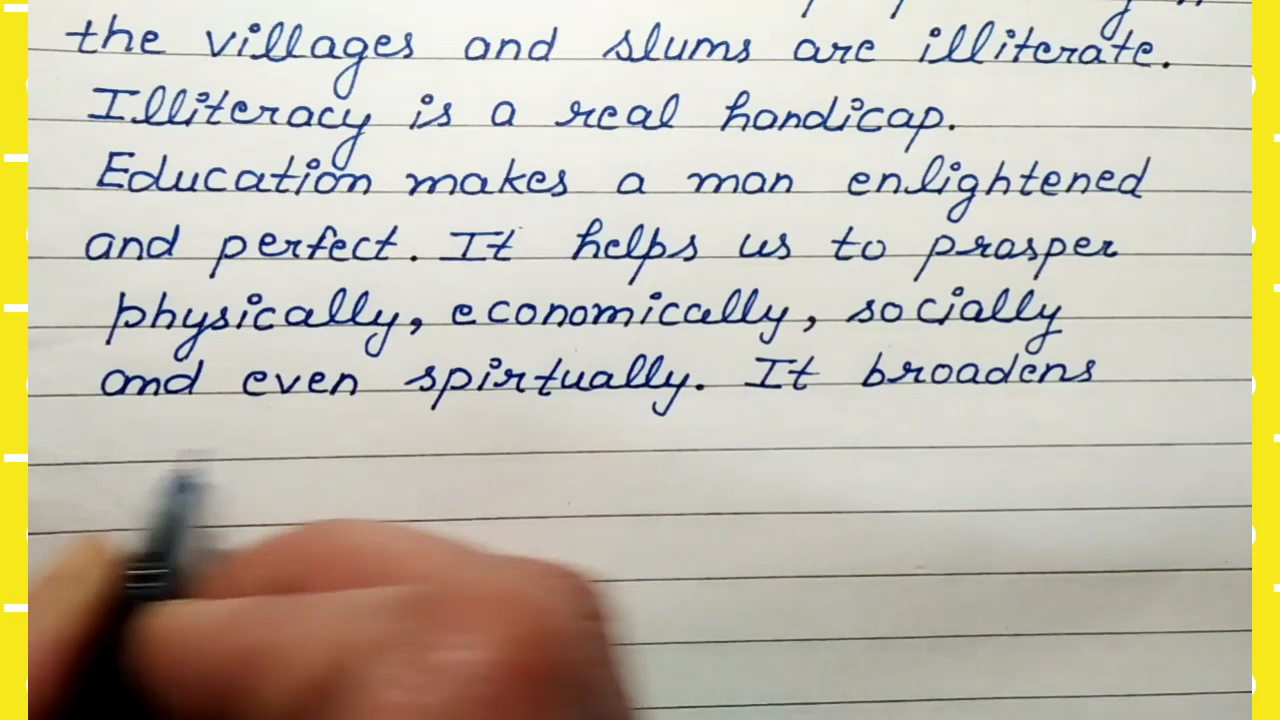 the villages and slums are illiterate.
Illiteracy is a real handicap.
Education makes a man enlightened
and perfect. It helps us to prosper
physically, economically, socially
and even spirtually. It broadens